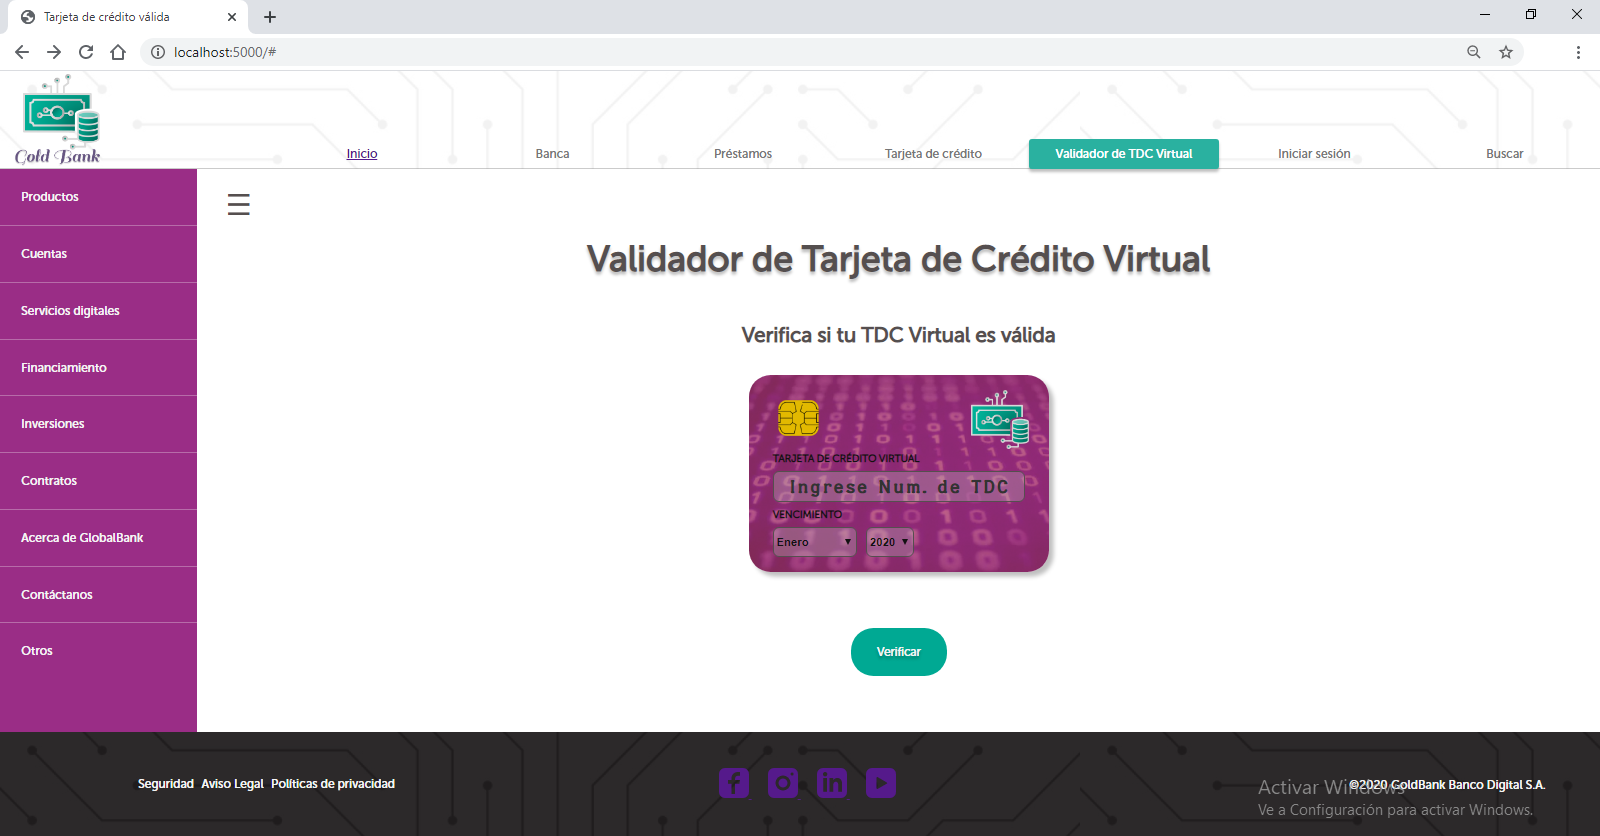 Tarjeta de crédito válida
localhost:5000/#
Gold Bank
Inicio
Banca
Préstamos
Tarjeta de crédito
Validador de TDC Virtual
Iniciar sesión
Buscar
Productos
Cuentas
Servicios digitales
Financiamiento
Inversiones
Contratos
Acerca de GlobalBank
Contáctanos
Otros
Validador de Tarjeta de Crédito Virtual
Verifica si tu TDC Virtual es válida
TARJETA DE CRÉDITO VIRTUAL
Ingrese Num. de TDC
VENCIMIENTO
Enero 2020
Verificar
Seguridad Aviso Legal Políticas de privacidad
©2020 GoldBank Banco Digital S.A.
Activar Windows
Ve a Configuración para activar Windows.